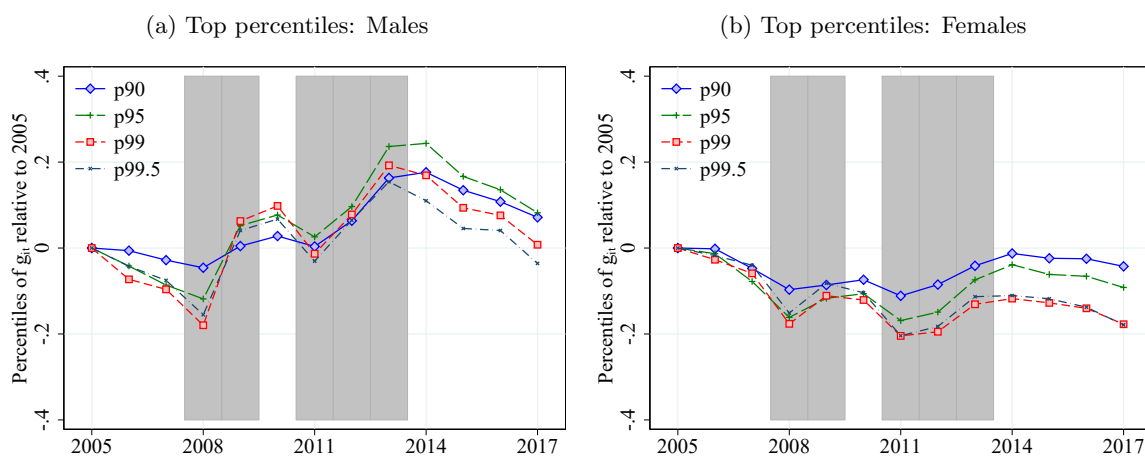 (a) Top percentiles: Males
Percentiles of g_it relative to 2005
.4
.2
0
-.2
-.4
p90
p95
p99
p99.5
2005 2008 2011 2014 2017
(b) Top percentiles: Females
Percentiles of g_it relative to 2005
.4
.2
0
-.2
-.4
p90
p95
p99
p99.5
2005 2008 2011 2014 2017